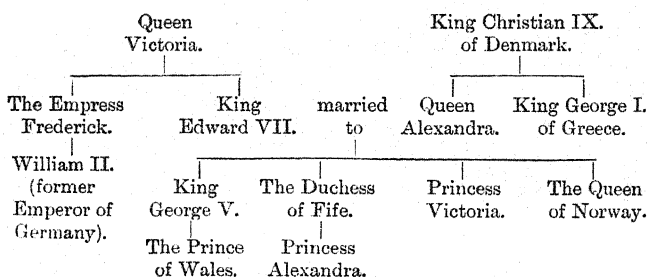 Queen
Victoria.
King Christian IX.
of Denmark.
The Empress
Frederick.
King
Edward VII.
married
to
Queen
Alexandra.
King George I.
of Greece.
William II.
(former
Emperor of
Germany).
King
George V.
The Duchess
of Fife.
Princess
Victoria.
The Queen
of Norway.
The Prince
of Wales.
Princess
Alexandra.